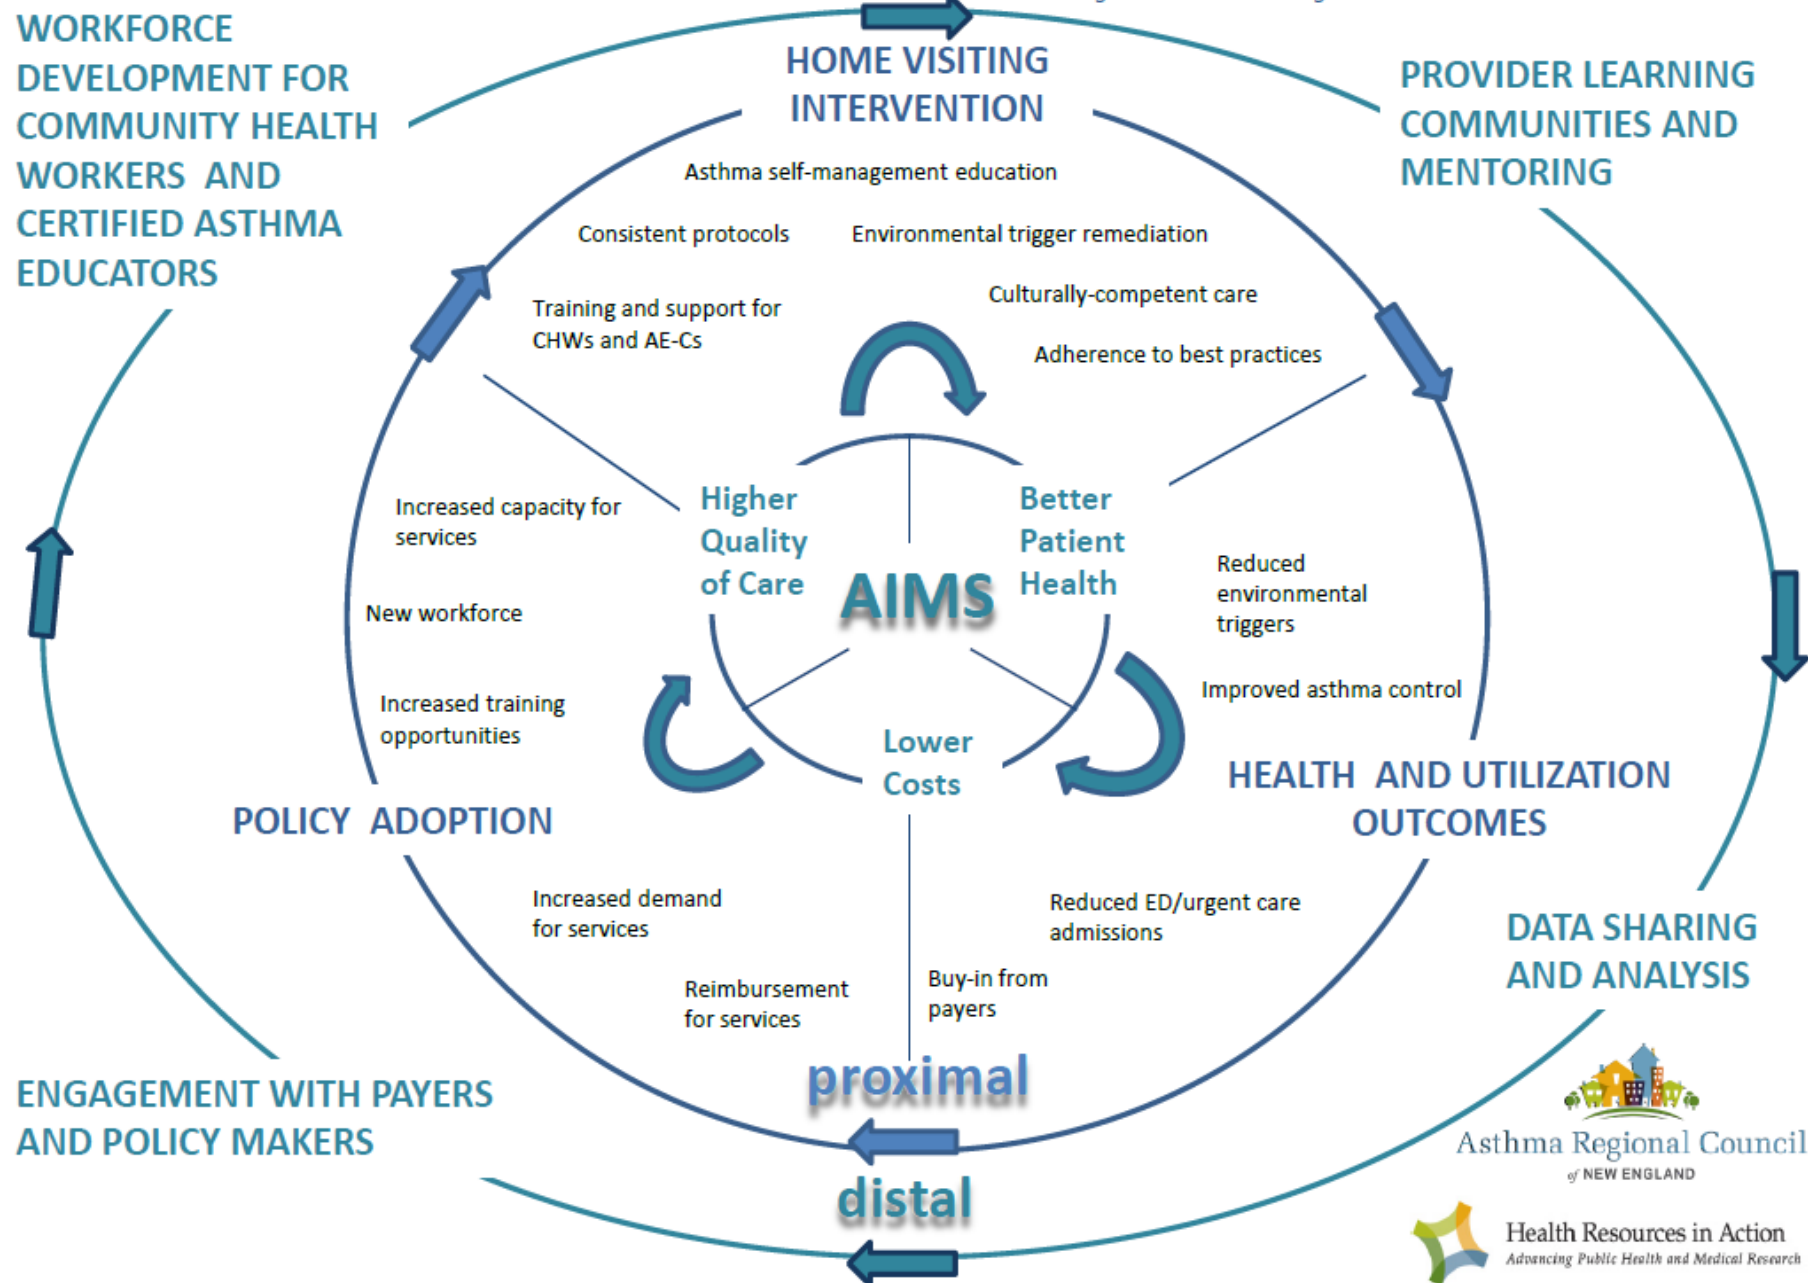 WORKFORCE
DEVELOPMENT FOR
COMMUNITY HEALTH
WORKERS AND
CERTIFIED ASTHMA
EDUCATORS
HOME VISITING
INTERVENTION
PROVIDER LEARNING
COMMUNITIES AND
MENTORING
Asthma self-management education
Consistent protocols
Environmental trigger remediation
Training and support for
CHWs and AE-Cs
Culturally-competent care
Adherence to best practices
Increased capacity for
services
New workforce
Increased training
opportunities
Higher
Quality
of Care
AIMS
Better
Patient
Health
Lower
Costs
Reduced
environmental
triggers
Improved asthma control
POLICY ADOPTION
HEALTH AND UTILIZATION
OUTCOMES
Increased demand
for services
Reimbursement
for services
Buy-in from
payers
Reduced ED/urgent care
admissions
DATA SHARING
AND ANALYSIS
proximal
distal
ENGAGEMENT WITH PAYERS
AND POLICY MAKERS
Asthma Regional Council
of NEW ENGLAND
Health Resources in Action
Advancing Public Health and Medical Research